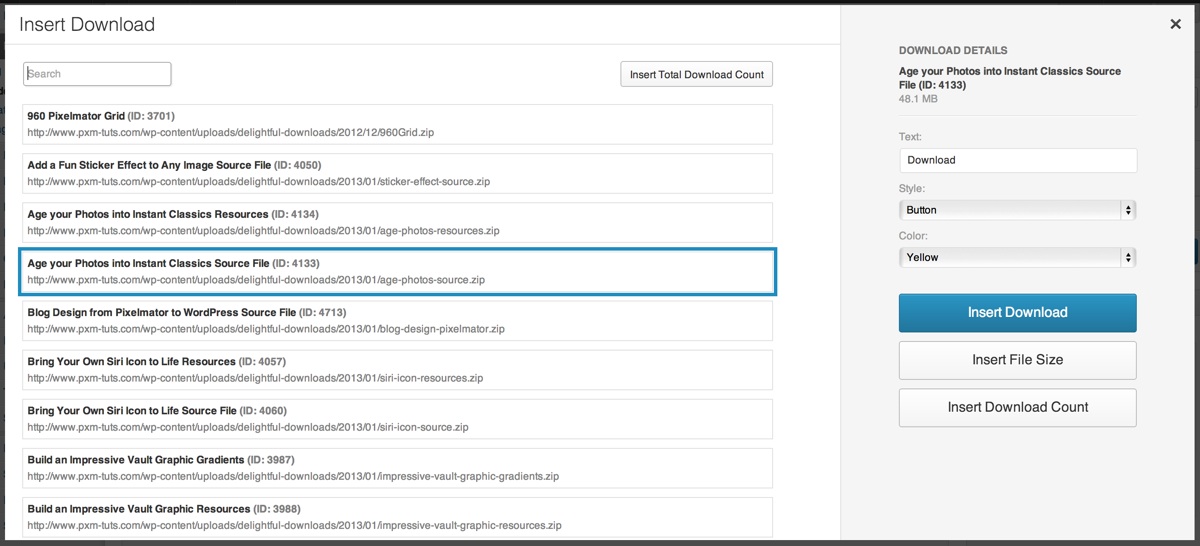 Insert Download
Search
Insert Total Download Count
960 Pixelmator Grid (ID: 3701)
http://www.pxm-tuts.com/wp-content/uploads/delightful-downloads/2012/12/960Grid.zip
Add a Fun Sticker Effect to Any Image Source File (ID: 4050)
http://www.pxm-tuts.com/wp-content/uploads/delightful-downloads/2013/01/sticker-effect-source.zip
Age your Photos into Instant Classics Resources (ID: 4134)
http://www.pxm-tuts.com/wp-content/uploads/delightful-downloads/2013/01/age-photos-resources.zip
Age your Photos into Instant Classics Source File (ID: 4133)
http://www.pxm-tuts.com/wp-content/uploads/delightful-downloads/2013/01/age-photos-source.zip
Blog Design from Pixelmator to WordPress Source File (ID: 4713)
http://www.pxm-tuts.com/wp-content/uploads/delightful-downloads/2013/01/blog-design-pixelmator.zip
Bring Your Own Siri Icon to Life Resources (ID: 4057)
http://www.pxm-tuts.com/wp-content/uploads/delightful-downloads/2013/01/siri-icon-resources.zip
Bring Your Own Siri Icon to Life Source File (ID: 4060)
http://www.pxm-tuts.com/wp-content/uploads/delightful-downloads/2013/01/siri-icon-source.zip
Build an Impressive Vault Graphic Gradients (ID: 3987)
http://www.pxm-tuts.com/wp-content/uploads/delightful-downloads/2013/01/impressive-vault-graphic-gradients.zip
Build an Impressive Vault Graphic Resources (ID: 3988)
http://www.pxm-tuts.com/wp-content/uploads/delightful-downloads/2013/01/impressive-vault-graphic-resources.zip
DOWNLOAD DETAILS
Age your Photos into Instant Classics Source
File (ID: 4133)
48.1 MB
Text:
Download
Style:
Button
Color:
Yellow
Insert Download
Insert File Size
Insert Download Count